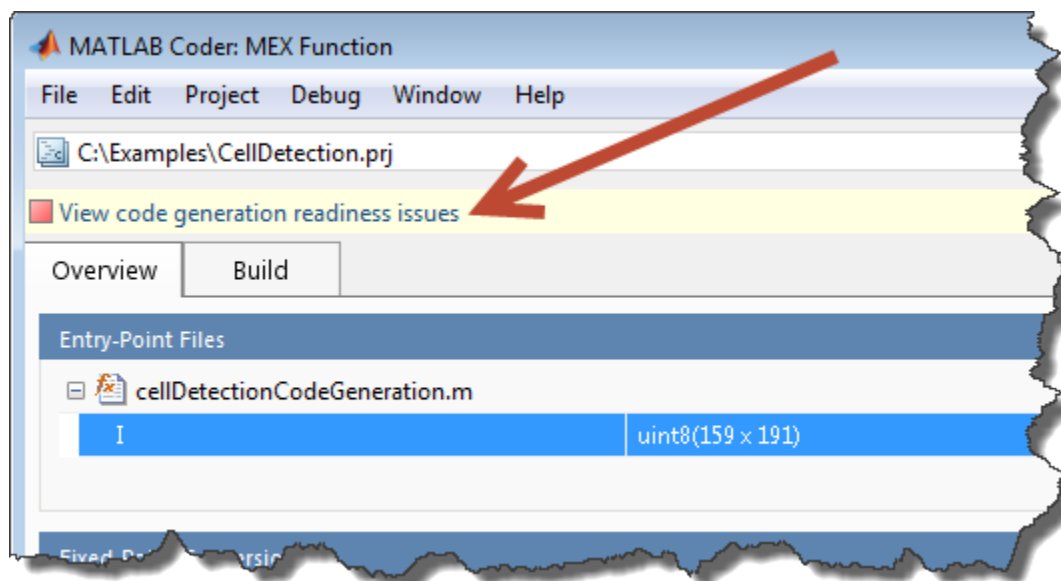 MATLAB Coder: MEX Function
File Edit Project Debug Window Help
C:\Examples\CellDetection.prj
View code generation readiness issues
Overview Build
Entry-Point Files
cellDetectionCodeGeneration.m
I uint8(159 x 191)